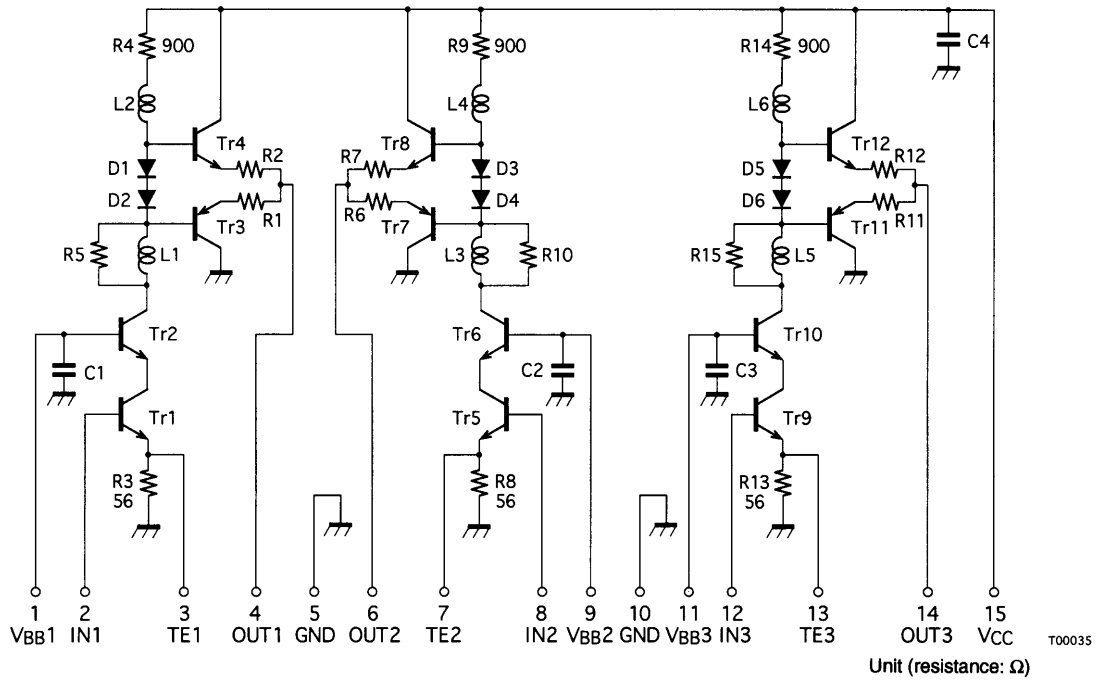 R4 900 R9 900 R14 900 C4
L2 L4 L6
Tr4 Tr8 Tr12
D1 R2 R7 D3 D5 R12
D2 R1 R6 D4 D6 R11
Tr3 Tr7 Tr11
R5 L1 L3 R10 R15 L5
Tr2 Tr6 Tr10
C1 C2 C3
Tr1 Tr5 Tr9
R3 R8 R13
56 56 56
1 2 3 4 5 6 7 8 9 10 11 12 13 14 15
VBB1 IN1 TE1 OUT1 GND OUT2 TE2 IN2 VBB2 GND VBB3 IN3 TE3 OUT3 VCC
T00035
Unit (resistance: Ω)